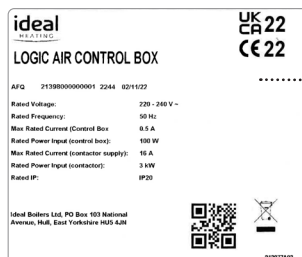 ideal
HEATING
UK CA 22
CE 22
LOGIC AIR CONTROL BOX
AFQ 21398000000001 2244 02/11/22
Rated Voltage: 220 - 240 V ~
Rated Frequency: 50 Hz
Max Rated Current (Control Box 0.5 A
Rated Power Input (control box): 100 W
Max Rated Current (contactor supply): 16 A
Rated Power Input (contactor): 3 kW
Rated IP: IP20
Ideal Boilers Ltd, PO Box 103 National
Avenue, Hull, East Yorkshire HU5 4JN